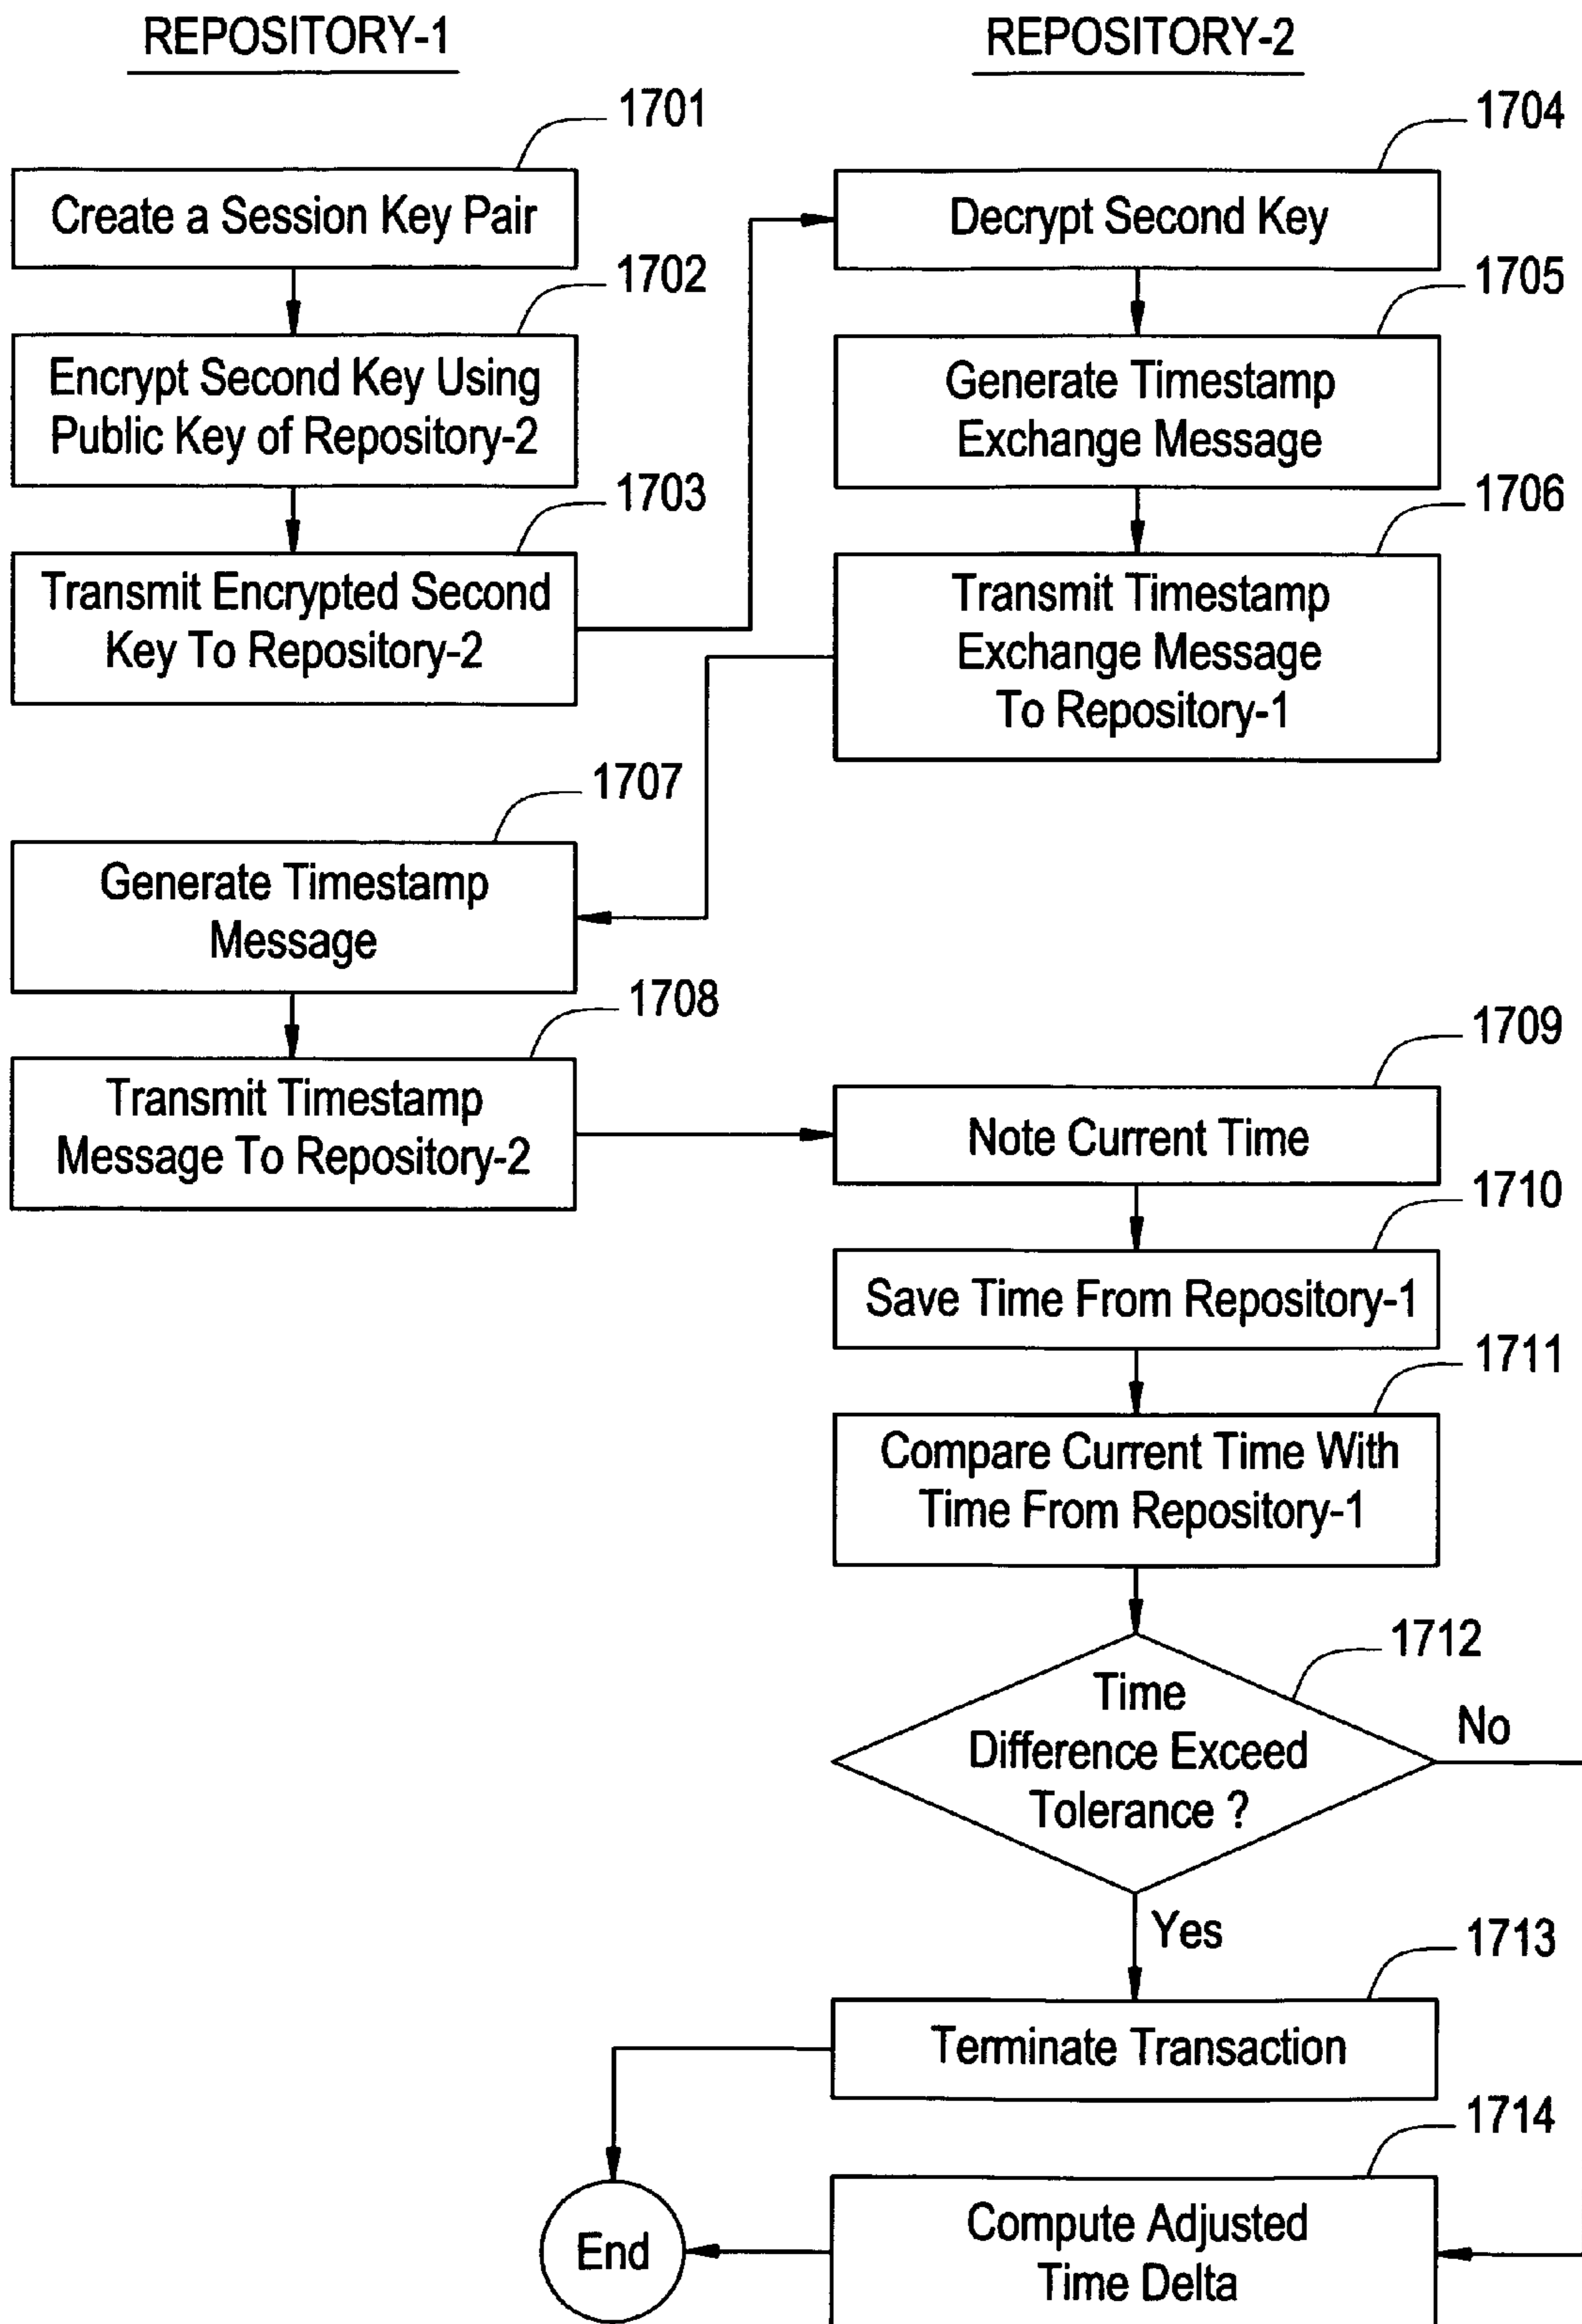 REPOSITORY-1
REPOSITORY-2
1701
Create a Session Key Pair
1702
Encrypt Second Key Using
Public Key of Repository-2
1703
Transmit Encrypted Second
Key To Repository-2
1704
Decrypt Second Key
1705
Generate Timestamp
Exchange Message
1706
Transmit Timestamp
Exchange Message
To Repository-1
1707
Generate Timestamp
Message
1708
Transmit Timestamp
Message To Repository-2
1709
Note Current Time
1710
Save Time From Repository-1
1711
Compare Current Time With
Time From Repository-1
1712
Time
Difference Exceed
Tolerance ?
No
Yes
1713
Terminate Transaction
1714
Compute Adjusted
Time Delta
End